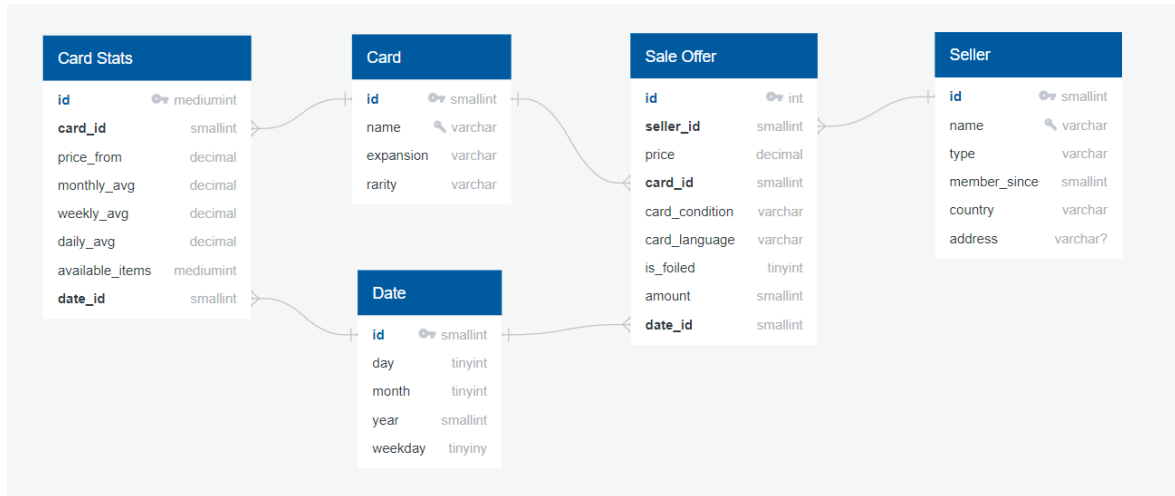 Card Stats
id mediumint
card_id smallint
price_from decimal
monthly_avg decimal
weekly_avg decimal
daily_avg decimal
available_items mediumint
date_id smallint
Card
id smallint
name varchar
expansion varchar
rarity varchar
Date
id smallint
day tinyint
month tinyint
year smallint
weekday tinyiny
Sale Offer
id int
seller_id smallint
price decimal
card_id smallint
card_condition varchar
card_language varchar
is_foiled tinyint
amount smallint
date_id smallint
Seller
id smallint
name varchar
type varchar
member_since smallint
country varchar
address varchar?